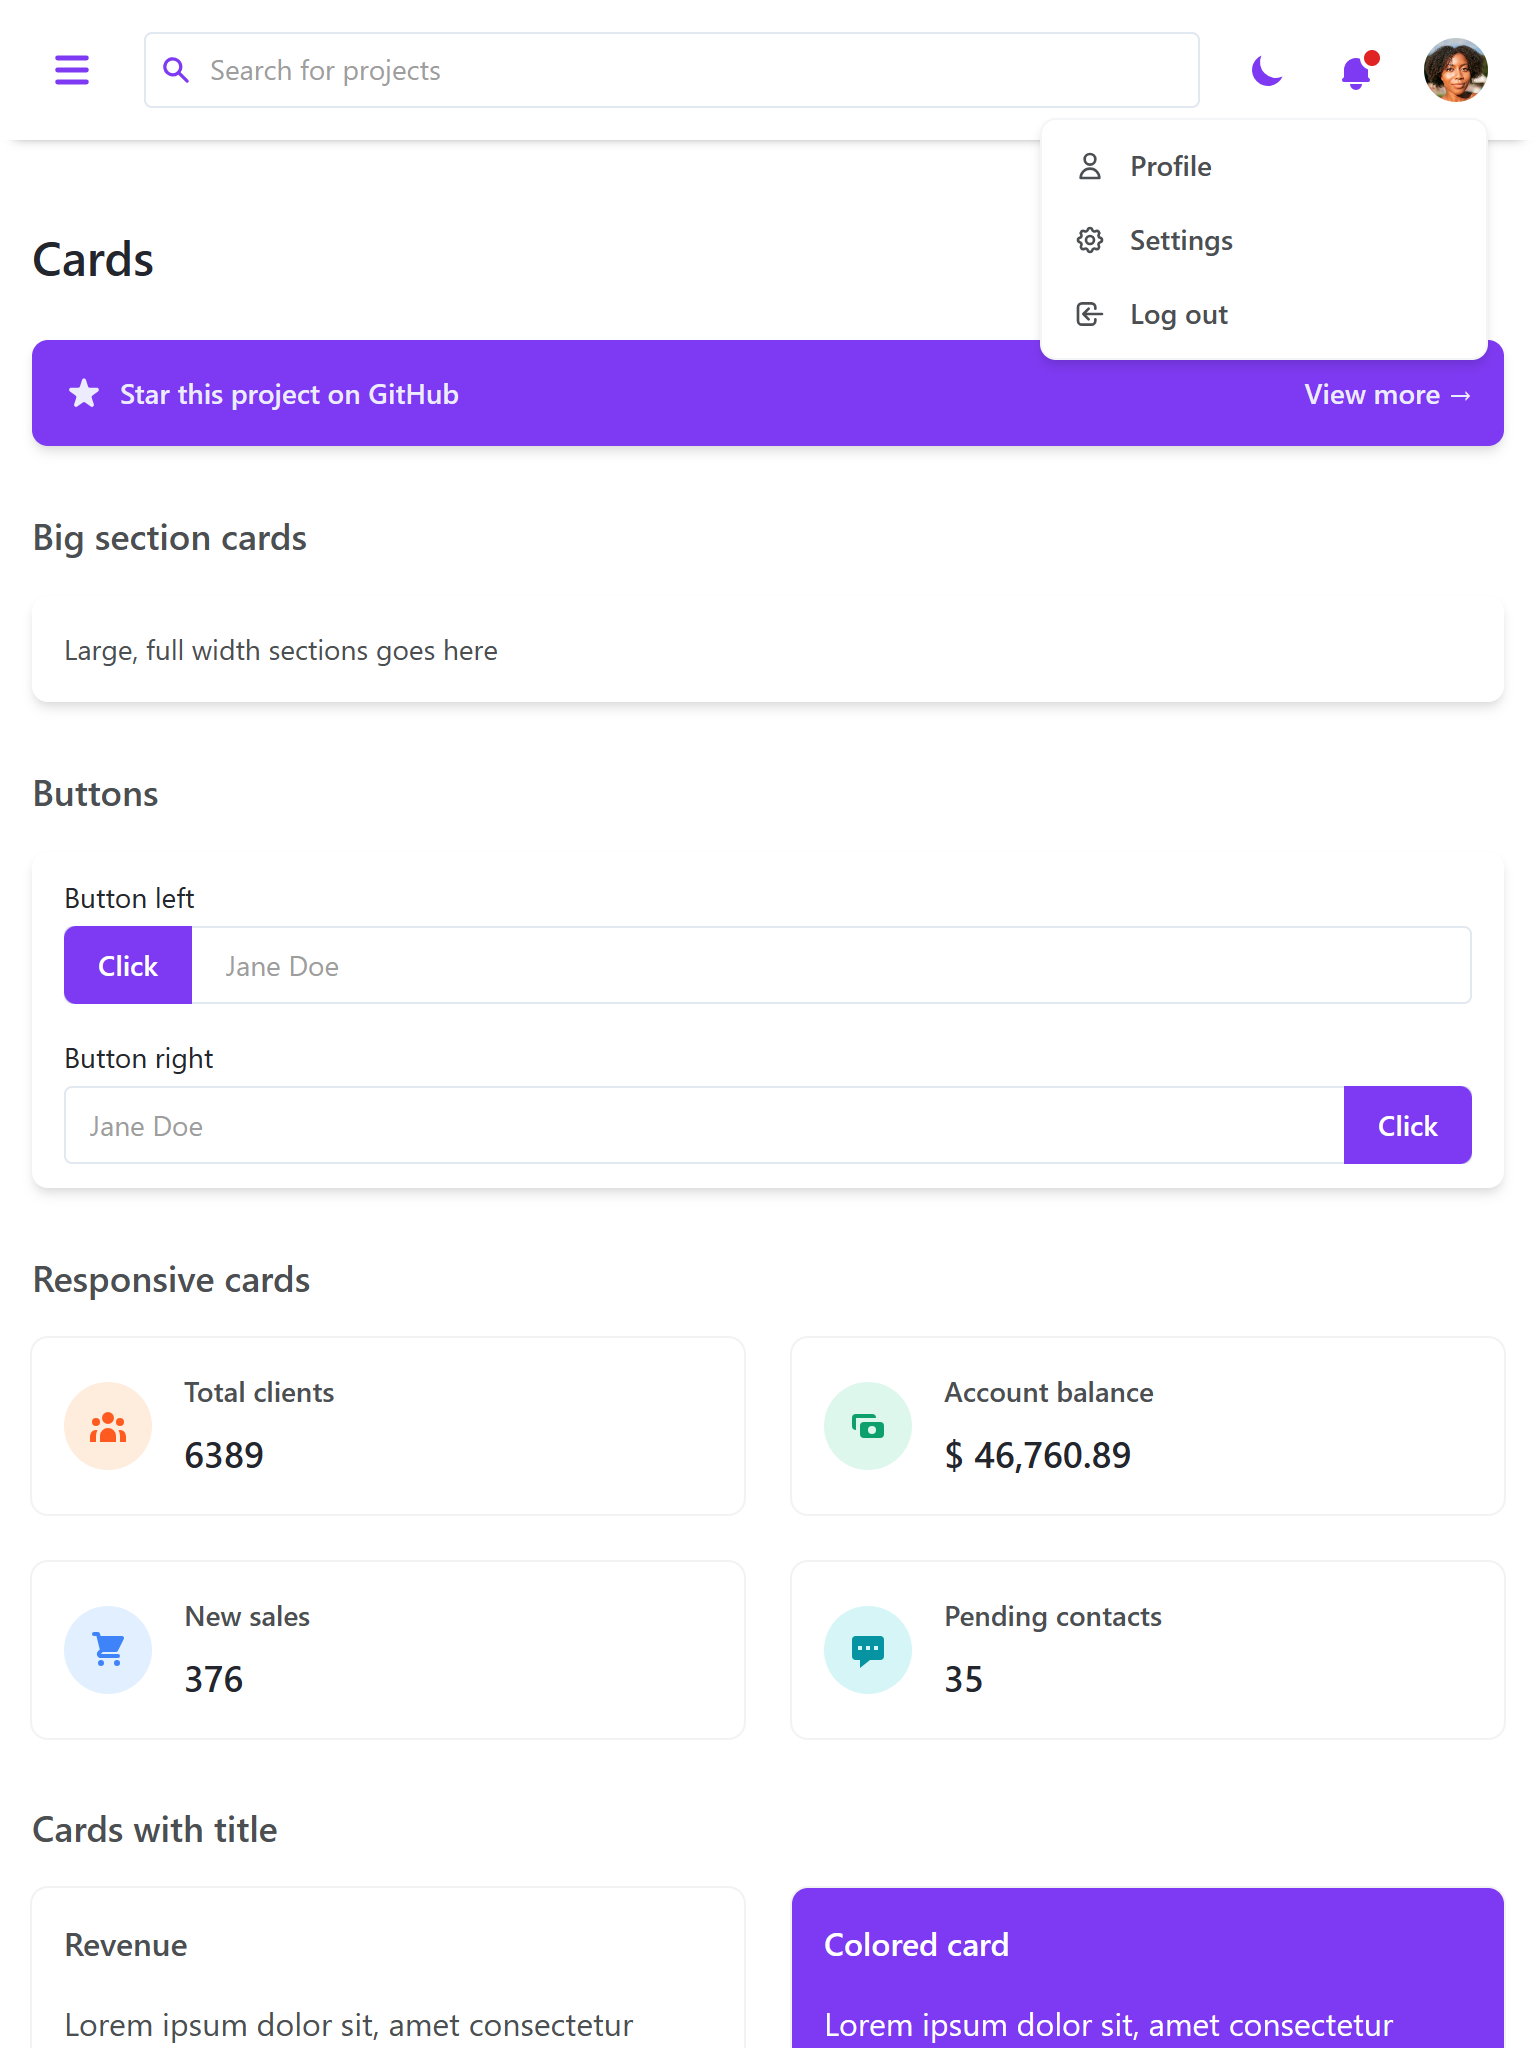 Search for projects
Profile
Settings
Log out
Cards
Star this project on GitHub
View more →
Big section cards
Large, full width sections goes here
Buttons
Button left
Click
Jane Doe
Button right
Jane Doe
Click
Responsive cards
Total clients
6389
Account balance
$ 46,760.89
New sales
376
Pending contacts
35
Cards with title
Revenue
Lorem ipsum dolor sit, amet consectetur
Colored card
Lorem ipsum dolor sit, amet consectetur